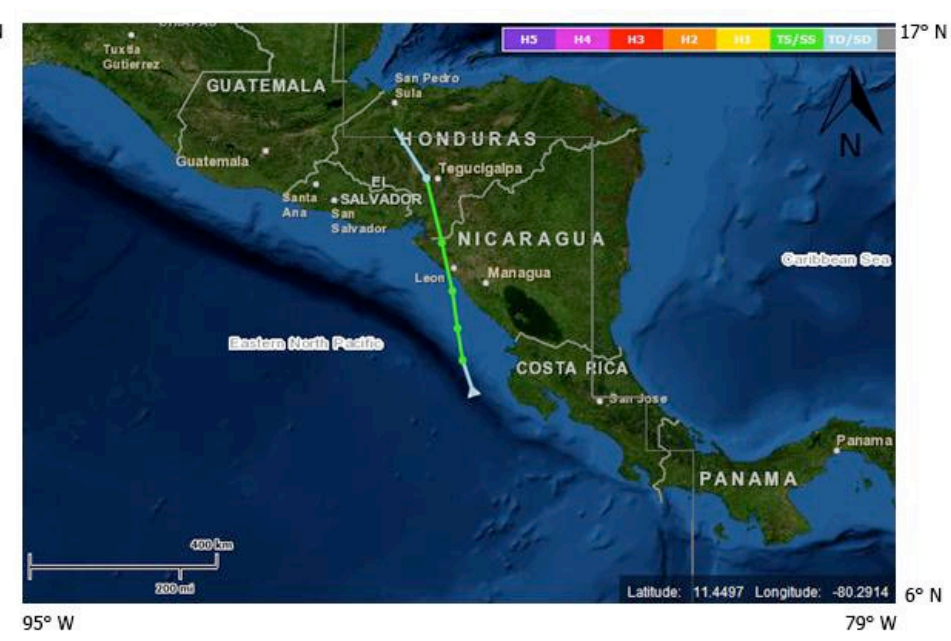 N
17° N
H5 H4 H3 H2 H1 TS/SS TD/SD
Tuxtla
Gutierrez
GUATEMALA
San Pedro
Sula
HONDURAS
N
Guatemala
Tegucigalpa
Santa
Ana
EL
SALVADOR
San
Salvador
NICARAGUA
Caribbean Sea
Leon
Managua
Eastern North Pacific
COSTA RICA
San Jose
Panama
PANAMA
400 km
200 mi
Latitude: 11.4497 Longitude: -80.2914
6° N
95° W
79° W